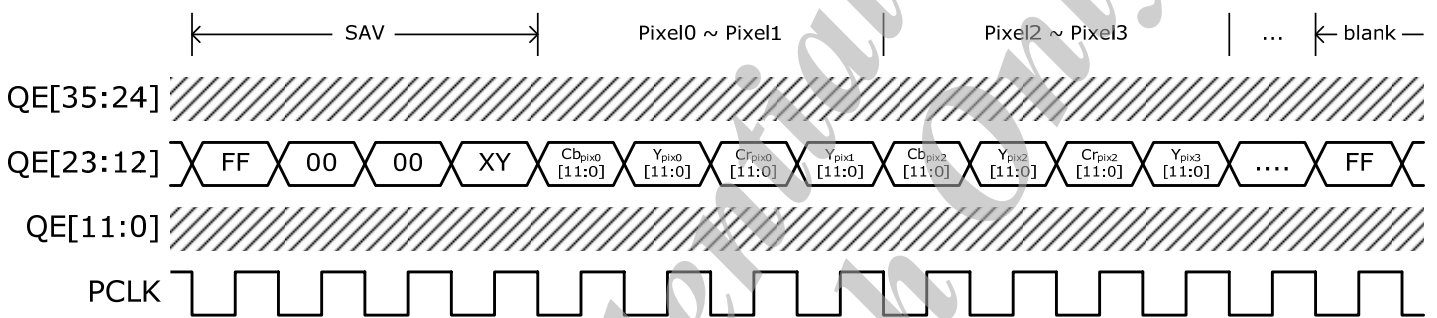 SAV Pixel0 ~ Pixel1 Pixel2 ~ Pixel3 ... blank
QE[35:24]
QE[23:12] FF 00 00 XY Cbpix0 [11:0] Ypix0 [11:0] Crpix0 [11:0] Ypix1 [11:0] Cbpix2 [11:0] Ypix2 [11:0] Crpix2 [11:0] Ypix3 [11:0] .... FF
QE[11:0]
PCLK